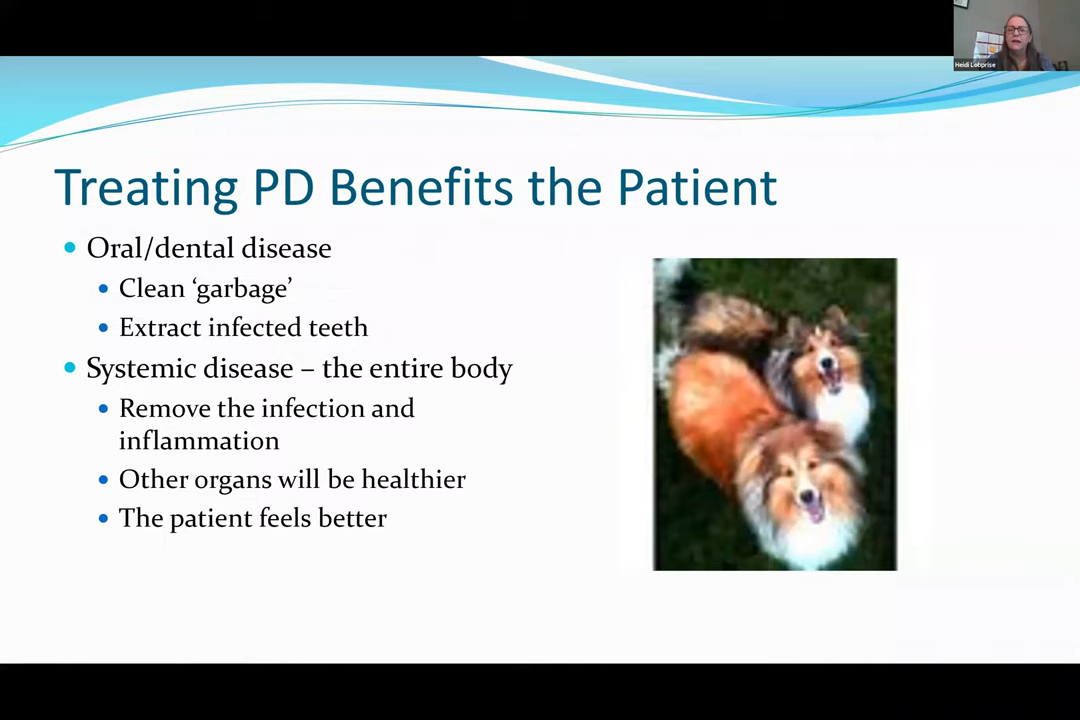 Heidi Lobprise
Treating PD Benefits the Patient
Oral/dental disease
Clean ‘garbage’
Extract infected teeth
Systemic disease – the entire body
Remove the infection and
inflammation
Other organs will be healthier
The patient feels better